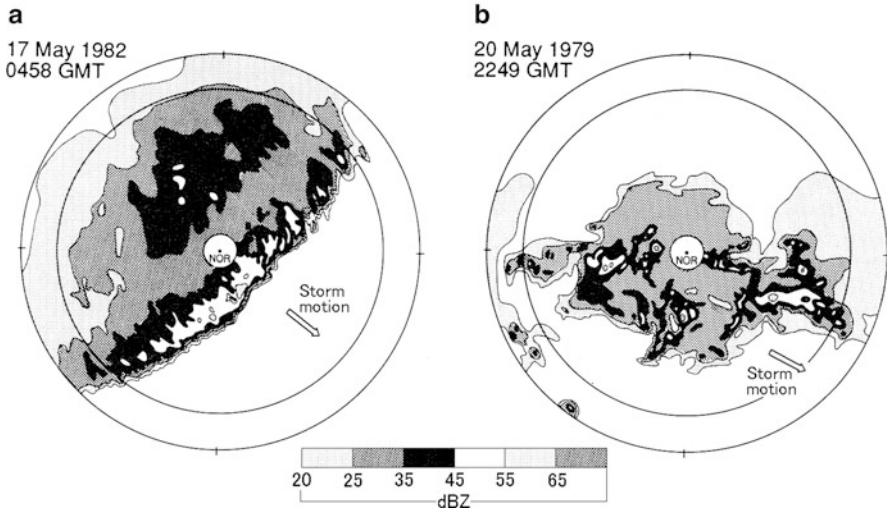 a
17 May 1982
0458 GMT
NOR
Storm
motion
b
20 May 1979
2249 GMT
NOR
Storm
motion
20 25 35 45 55 65
dBZ